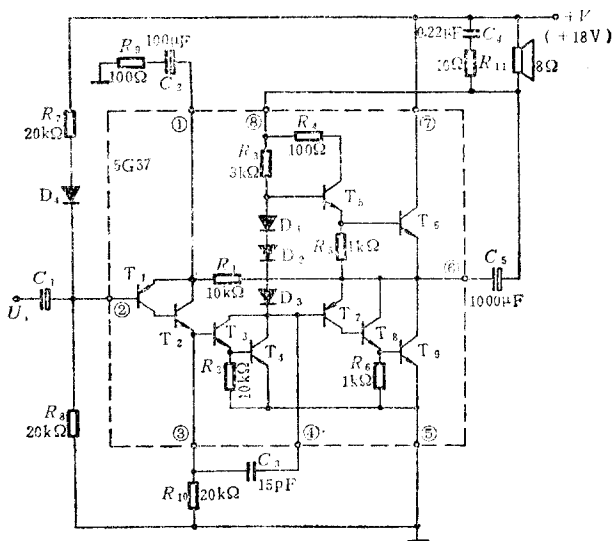 +V
(+18V)
R₉
100Ω
100μF
C₂
0.22μF
C₄
10Ω
R₁₁
8Ω
R₇
20kΩ
D₄
5G37
①
⑧
⑦
R₄
100Ω
R₃
3kΩ
T₅
D₁
D₂
D₃
R₅
1kΩ
T₆
C₁
Uᵢ
②
T₁
R₁
10kΩ
T₂
T₃
T₄
R₂
10kΩ
T₇
T₈
T₉
R₆
1kΩ
⑥
C₅
1000μF
R₈
20kΩ
③
④
⑤
C₃
15pF
R₁₀
20kΩ